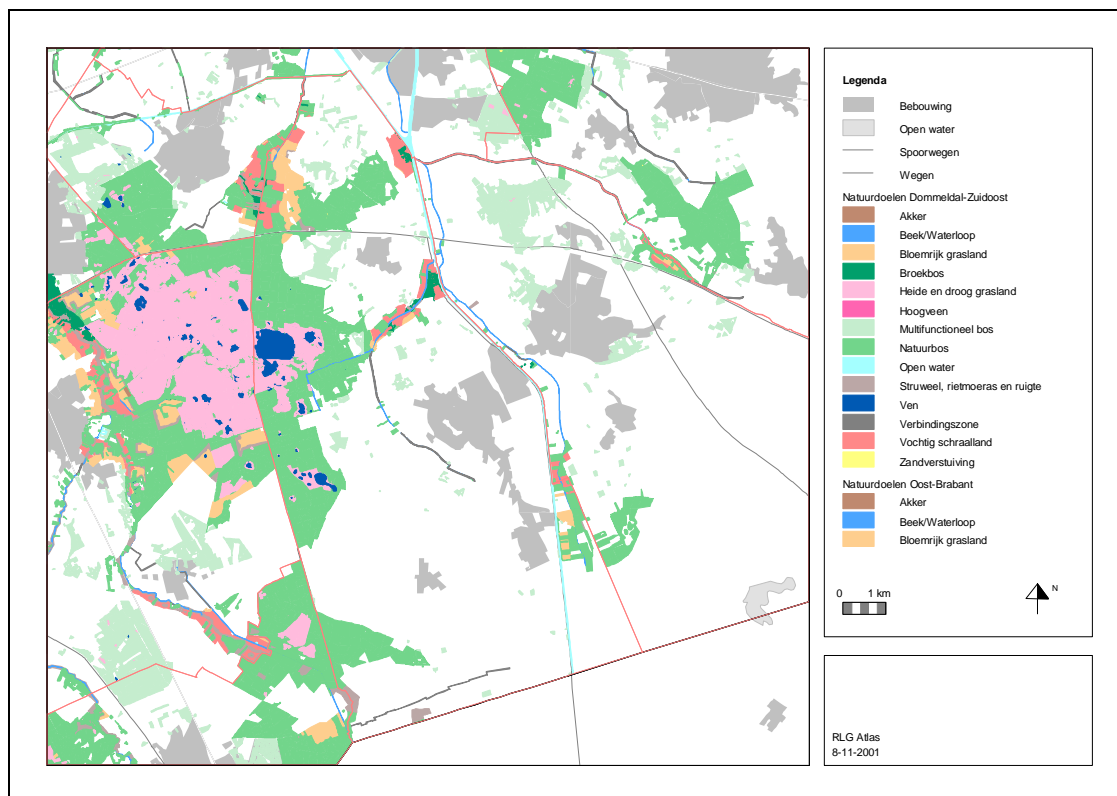 Legenda
Bebouwing
Open water
Spoorwegen
Wegen
Natuurdoelen Dommeldal-Zuidoost
Akker
Beek/Waterloop
Bloemrijk grasland
Broekbos
Heide en droog grasland
Hoogveen
Multifunctioneel bos
Natuurbos
Open water
Struweel, rietmoeras en ruigte
Ven
Verbindingszone
Vochtig schraalland
Zandverstuiving
Natuurdoelen Oost-Brabant
Akker
Beek/Waterloop
Bloemrijk grasland
0 1 km
N
RLG Atlas
8-11-2001